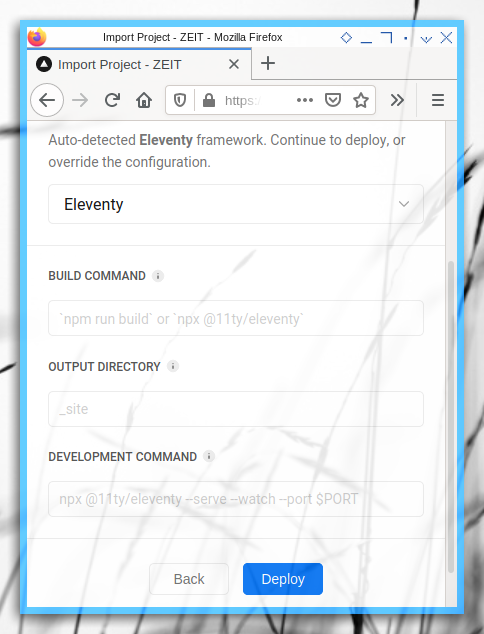 Import Project - ZEIT - Mozilla Firefox
Import Project - ZEIT
https:
Auto-detected Eleventy framework. Continue to deploy, or
override the configuration.
Eleventy
BUILD COMMAND i
`npm run build` or `npx @11ty/eleventy`
OUTPUT DIRECTORY i
_site
DEVELOPMENT COMMAND i
npx @11ty/eleventy --serve --watch --port $PORT
Back Deploy